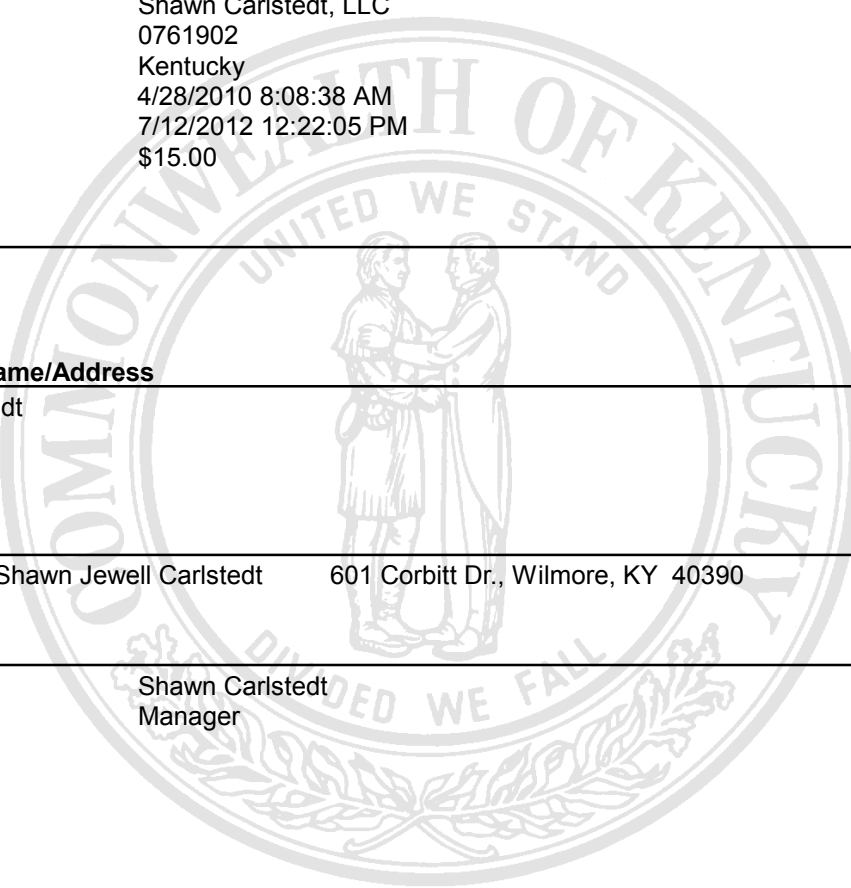 Shawn Carlstedt, LLC
0761902
Kentucky
4/28/2010 8:08:38 AM
7/12/2012 12:22:05 PM
$15.00
COMMONWEALTH OF KENTUCKY
UNITED WE STAND
ame/Address
dt
Shawn Jewell Carlstedt 601 Corbitt Dr., Wilmore, KY 40390
DIVIDED WE FALL
Shawn Carlstedt
Manager